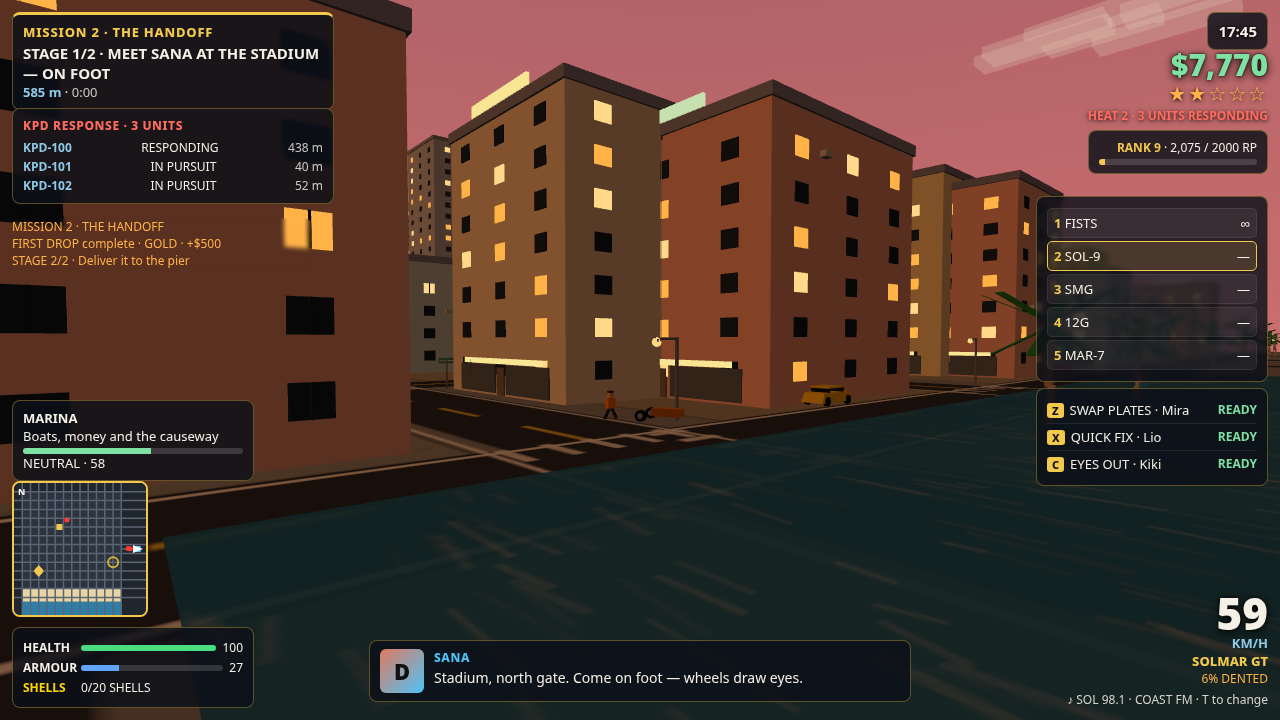 MISSION 2 · THE HANDOFF
STAGE 1/2 · MEET SANA AT THE STADIUM
— ON FOOT
585 m · 0:00
KPD RESPONSE · 3 UNITS
KPD-100 RESPONDING 438 m
KPD-101 IN PURSUIT 40 m
KPD-102 IN PURSUIT 52 m
MISSION 2 · THE HANDOFF
FIRST DROP complete · GOLD · +$500
STAGE 2/2 · Deliver it to the pier
MARINA
Boats, money and the causeway
NEUTRAL · 58
N
HEALTH 100
ARMOUR 27
SHELLS 0/20 SHELLS
D
SANA
Stadium, north gate. Come on foot — wheels draw eyes.
17:45
$7,770
★★☆☆☆☆
HEAT 2 · 3 UNITS RESPONDING
RANK 9 · 2,075 / 2000 RP
1 FISTS ∞
2 SOL-9 —
3 SMG —
4 12G —
5 MAR-7 —
Z SWAP PLATES · Mira READY
X QUICK FIX · Lio READY
C EYES OUT · Kiki READY
59
KM/H
SOLMAR GT
6% DENTED
♪ SOL 98.1 · COAST FM · T to change